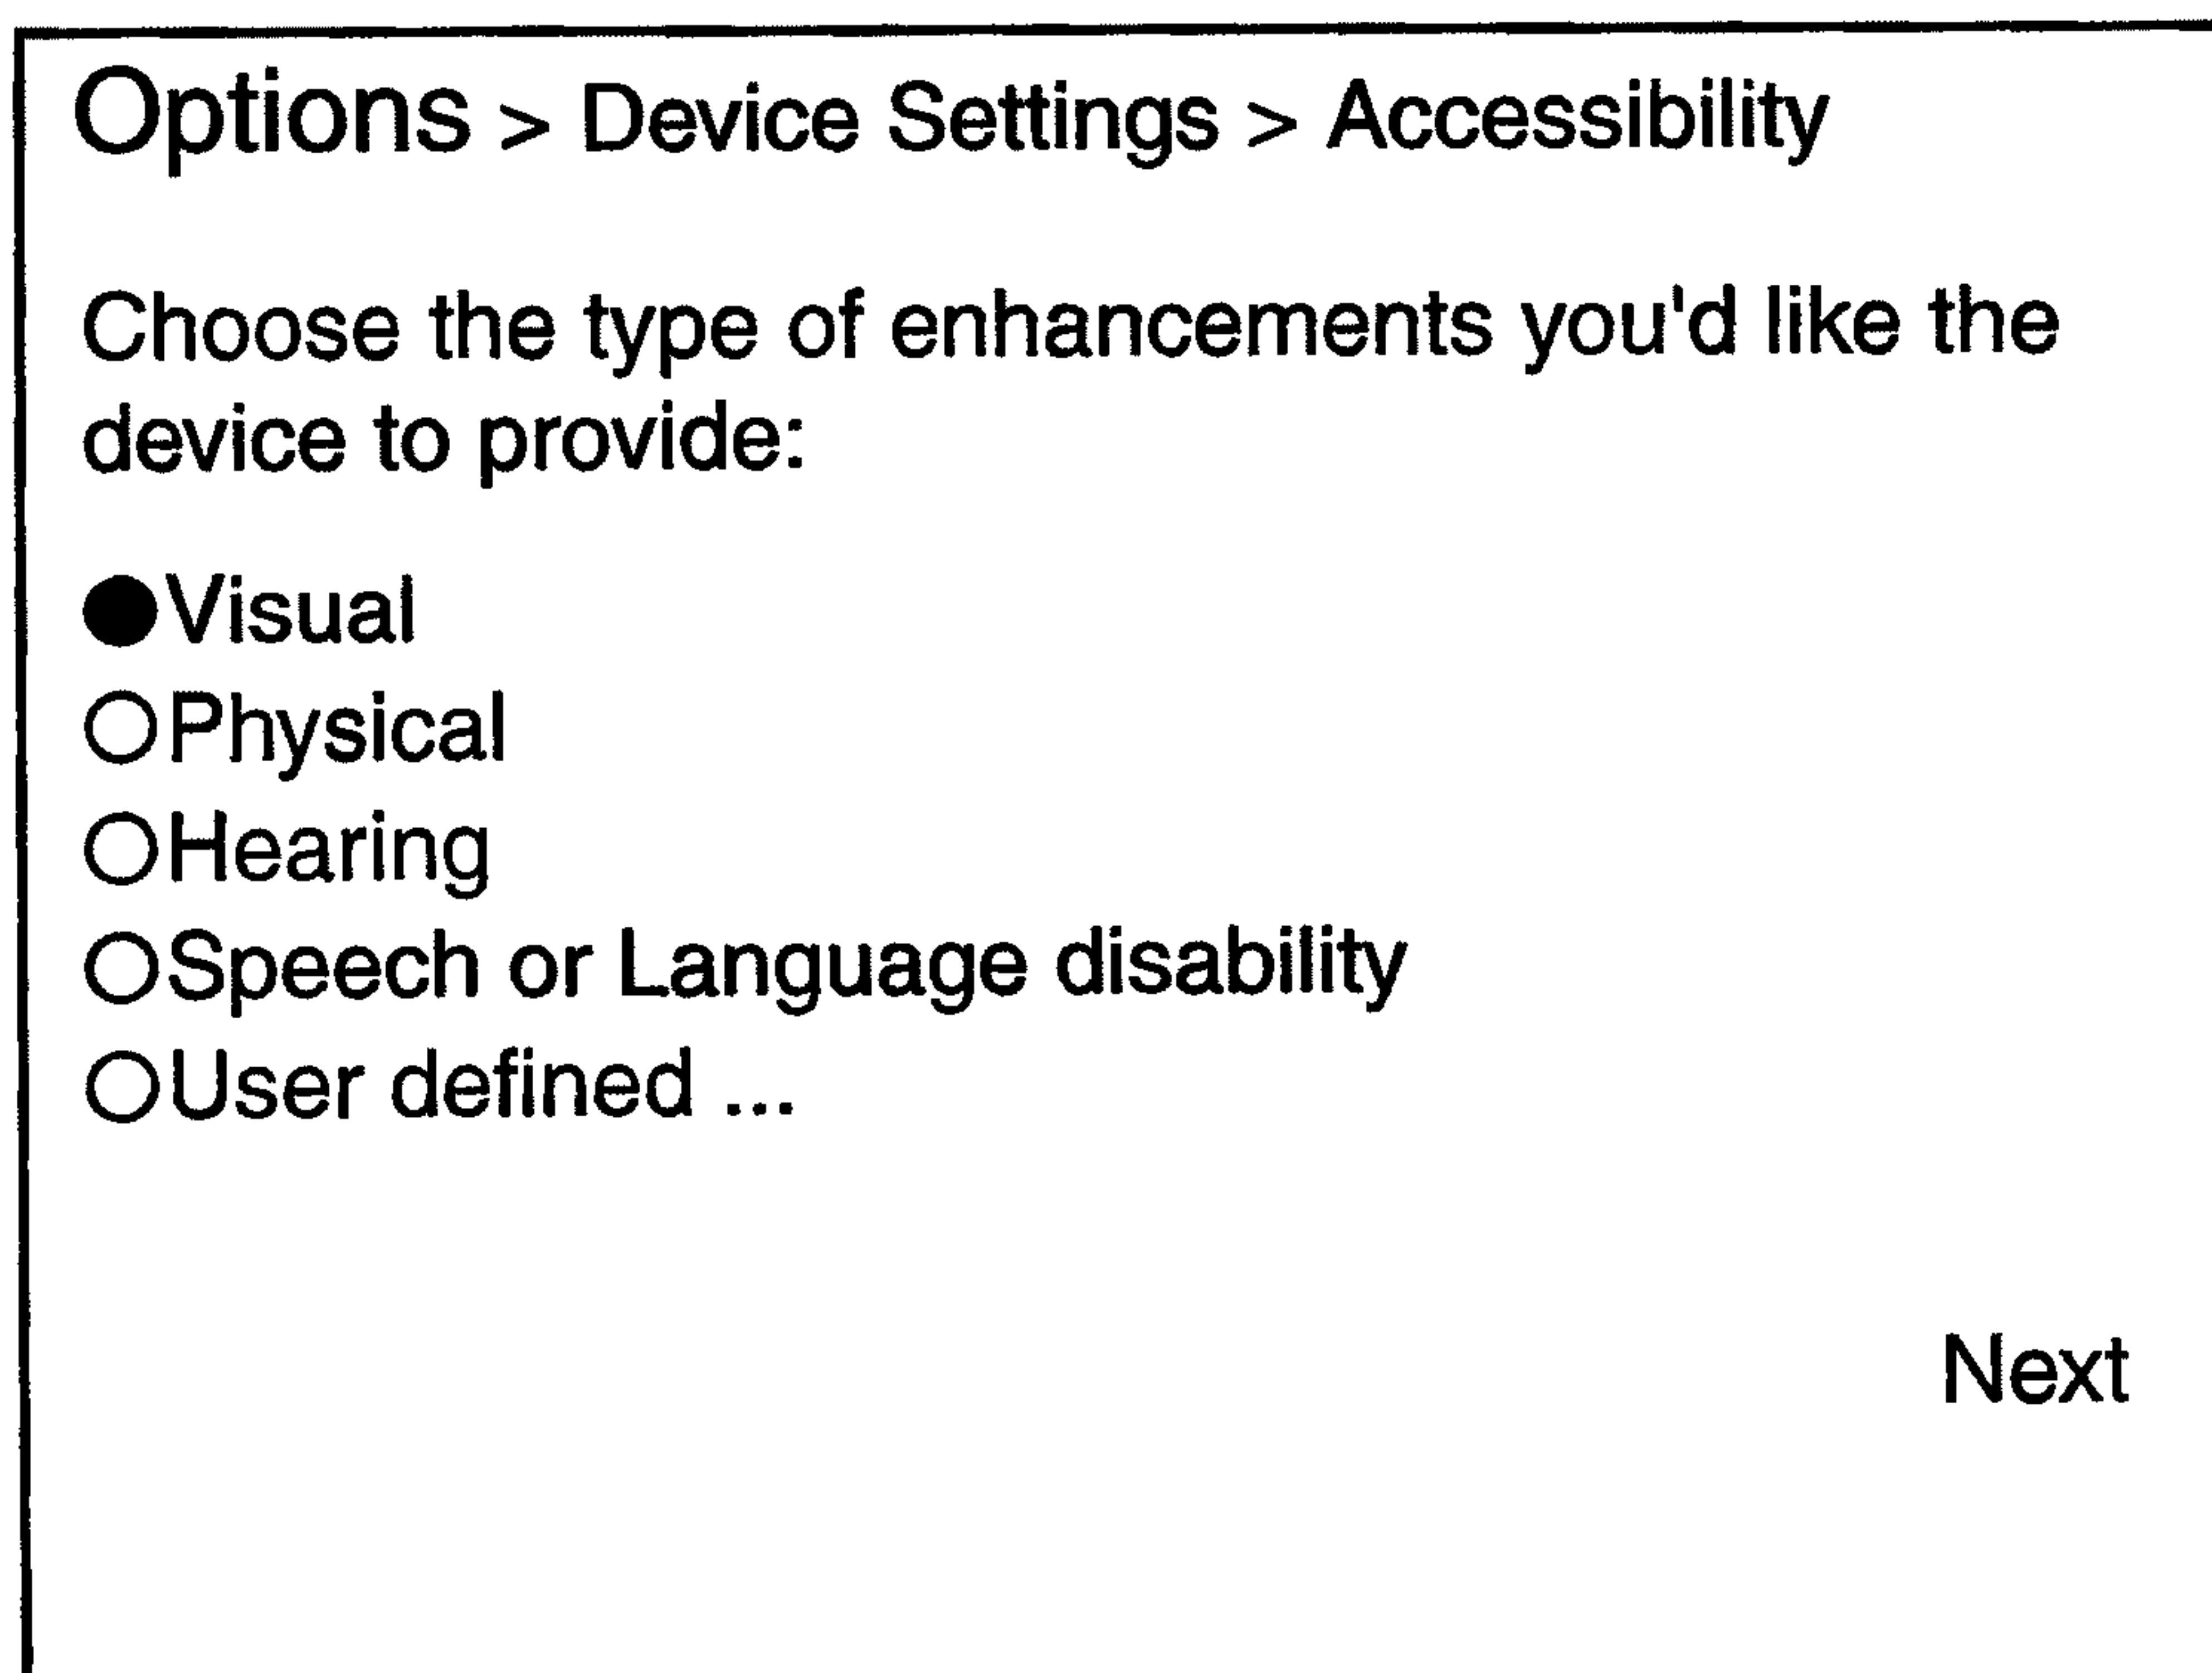 Options > Device Settings > Accessibility
Choose the type of enhancements you'd like the
device to provide:
Visual
Physical
Hearing
Speech or Language disability
User defined ...
Next